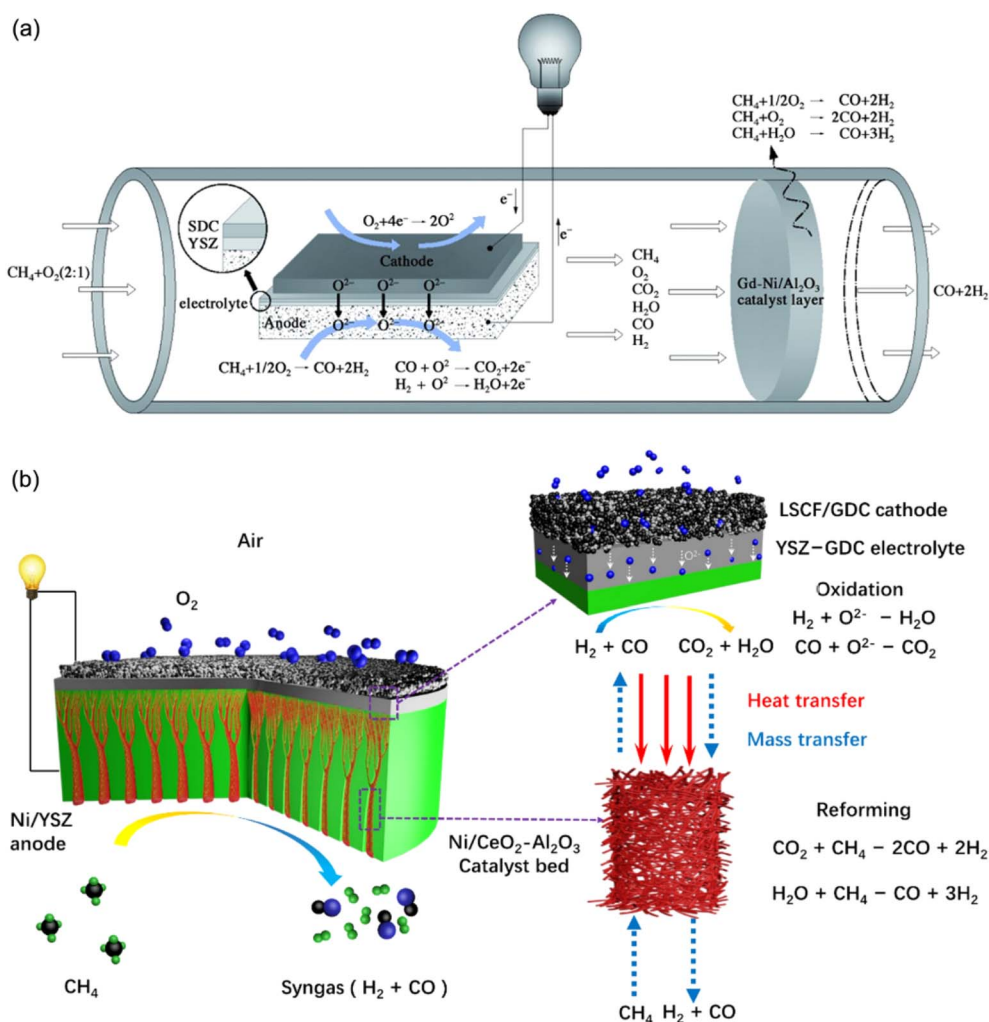 (a)
CH₄+1/2O₂ → CO+2H₂
CH₄+O₂ → 2CO+2H₂
CH₄+H₂O → CO+3H₂
SDC
YSZ
O₂+4e⁻ → 2O²
e⁻
e⁻
Cathode
CH₄+O₂(2:1)
electrolyte
O²⁻ O²⁻ O²⁻
Anode
O²⁻ O²⁻ O²⁻
CH₄+1/2O₂ → CO+2H₂
CO + O² → CO₂+2e⁻
H₂ + O² → H₂O+2e⁻
CH₄
O₂
CO₂
H₂O
CO
H₂
Gd-Ni/Al₂O₃
catalyst layer
CO+2H₂
(b)
Air
O₂
Ni/YSZ
anode
CH₄
Syngas ( H₂ + CO )
Ni/CeO₂-Al₂O₃
Catalyst bed
LSCF/GDC cathode
YSZ–GDC electrolyte
O²⁻
Oxidation
H₂ + O²⁻ – H₂O
CO + O²⁻ – CO₂
H₂ + CO
CO₂ + H₂O
Heat transfer
Mass transfer
Reforming
CO₂ + CH₄ – 2CO + 2H₂
H₂O + CH₄ – CO + 3H₂
CH₄
H₂ + CO